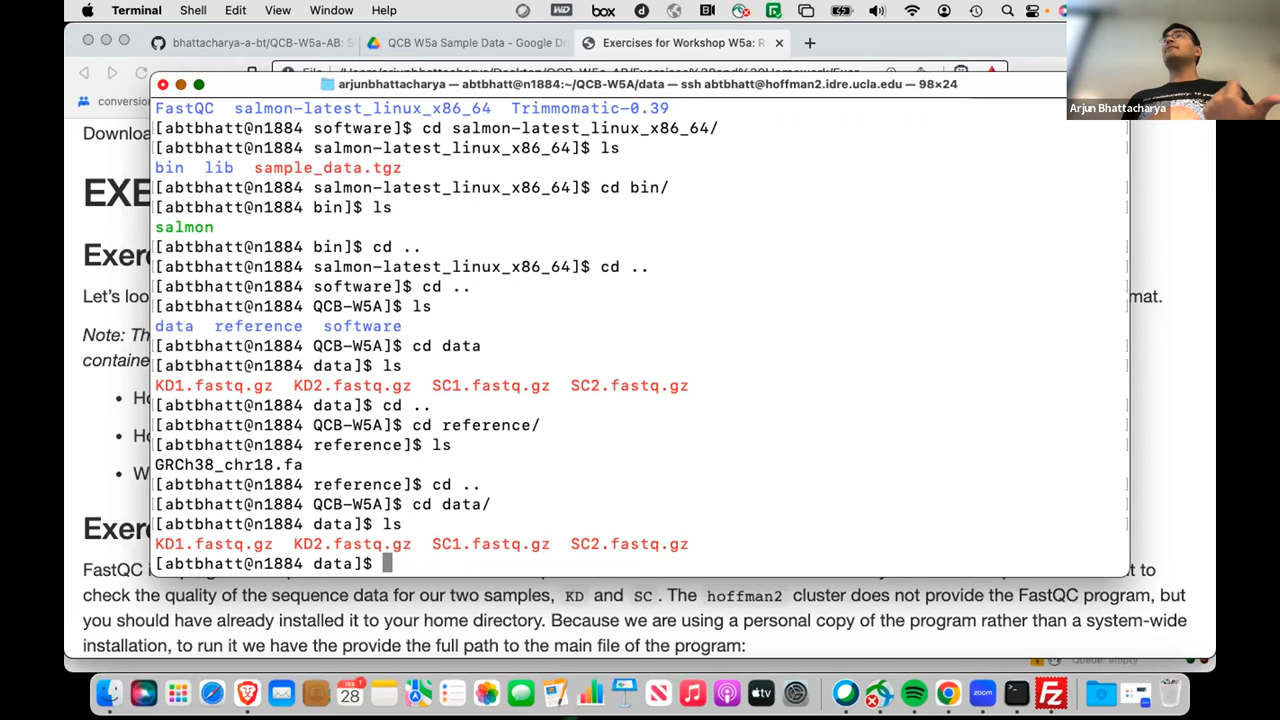 Terminal Shell Edit View Window Help
WD box
bhattacharya-a-bt/QCB-W5a-AB: S
QCB W5a Sample Data - Google Dr
Exercises for Workshop W5a: R
arjunbhattacharya — abtbhatt@n1884:~/QCB-W5A/data — ssh abtbhatt@hoffman2.idre.ucla.edu — 98×24
Arjun Bhattacharya
conversion
Downloa
FastQC salmon-latest_linux_x86_64 Trimmomatic-0.39
[abtbhatt@n1884 software]$ cd salmon-latest_linux_x86_64/
[abtbhatt@n1884 salmon-latest_linux_x86_64]$ ls
bin lib sample_data.tgz
[abtbhatt@n1884 salmon-latest_linux_x86_64]$ cd bin/
[abtbhatt@n1884 bin]$ ls
salmon
[abtbhatt@n1884 bin]$ cd ..
[abtbhatt@n1884 salmon-latest_linux_x86_64]$ cd ..
[abtbhatt@n1884 software]$ cd ..
[abtbhatt@n1884 QCB-W5A]$ ls
data reference software
[abtbhatt@n1884 QCB-W5A]$ cd data
[abtbhatt@n1884 data]$ ls
KD1.fastq.gz KD2.fastq.gz SC1.fastq.gz SC2.fastq.gz
[abtbhatt@n1884 data]$ cd ..
[abtbhatt@n1884 QCB-W5A]$ cd reference/
[abtbhatt@n1884 reference]$ ls
GRCh38_chr18.fa
[abtbhatt@n1884 reference]$ cd ..
[abtbhatt@n1884 QCB-W5A]$ cd data/
[abtbhatt@n1884 data]$ ls
KD1.fastq.gz KD2.fastq.gz SC1.fastq.gz SC2.fastq.gz
[abtbhatt@n1884 data]$
EXE
Exer
Let's loo
mat.
Note: Th
containe
Ho
Ho
W
Exerc
FastQC
t to
check the quality of the sequence data for our two samples, KD and SC. The hoffman2 cluster does not provide the FastQC program, but
you should have already installed it to your home directory. Because we are using a personal copy of the program rather than a system-wide
installation, to run it we have the provide the full path to the main file of the program:
Queue: empty
FEB
28
zoom